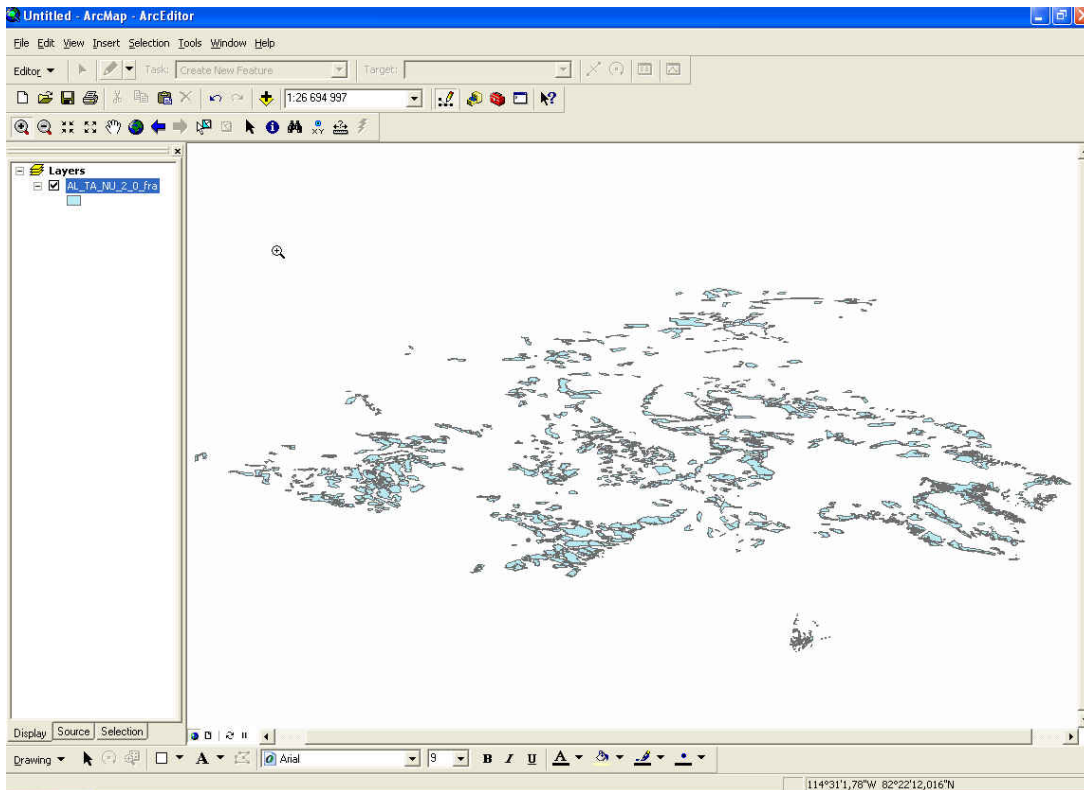 Untitled - ArcMap - ArcEditor
File Edit View Insert Selection Tools Window Help
Editor Task: Create New Feature Target:
1:26 694 997
Layers
AL_TA_NU_2_0_fra
Display Source Selection
Drawing A Arial 9 B I U A
114°31'1,78"W 82°22'12,016"N